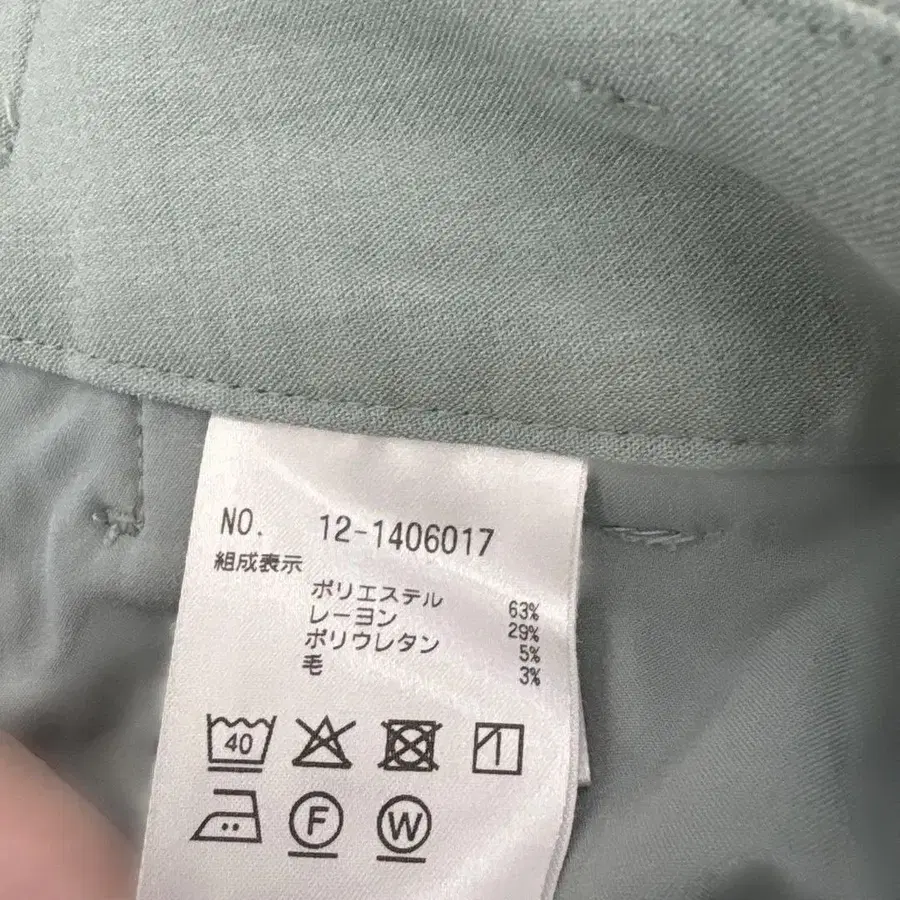 NO. 12-1406017
組成表示
ポリエステル 63%
レーヨン 29%
ポリウレタン 5%
毛 3%
40
F W